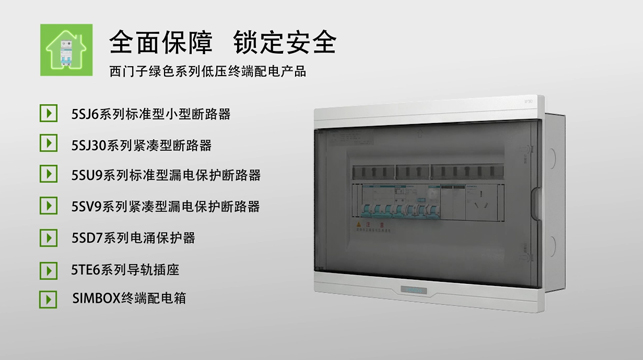 全面保障 锁定安全
西门子绿色系列低压终端配电产品
5SJ6系列标准型小型断路器
5SJ30系列紧凑型断路器
5SU9系列标准型漏电保护断路器
5SV9系列紧凑型漏电保护断路器
5SD7系列电涌保护器
5TE6系列导轨插座
SIMBOX终端配电箱